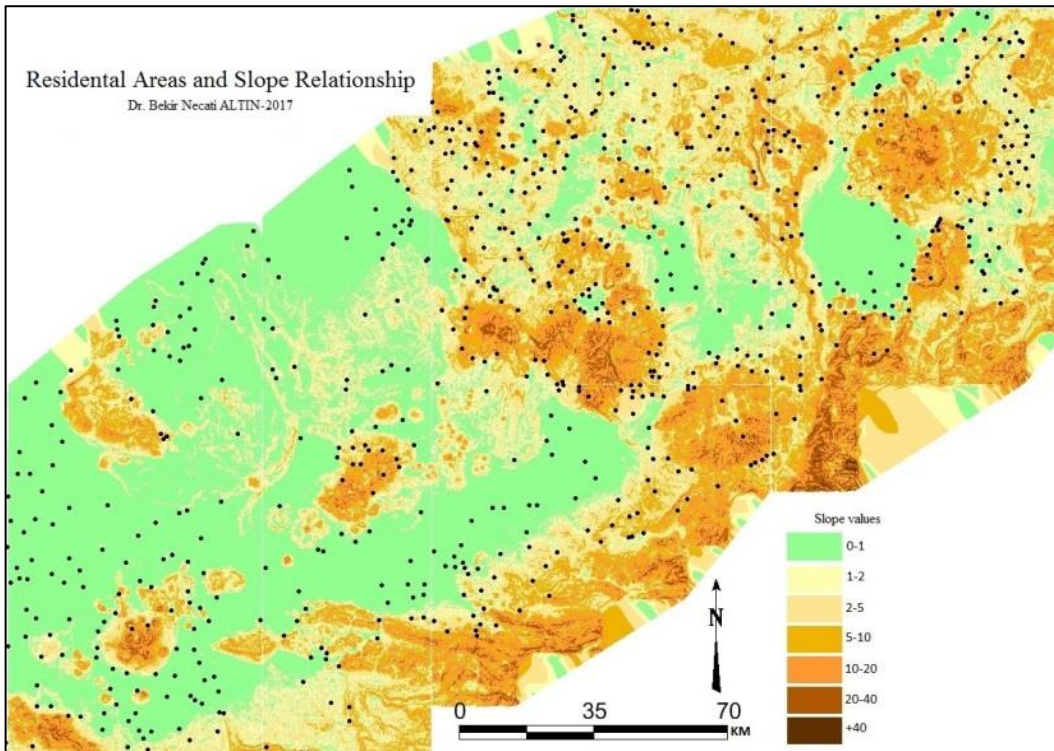 Residental Areas and Slope Relationship
Dr. Bekir Necati ALTIN-2017
Slope values
0-1
1-2
2-5
5-10
10-20
20-40
+40
N
0 35 70
KM